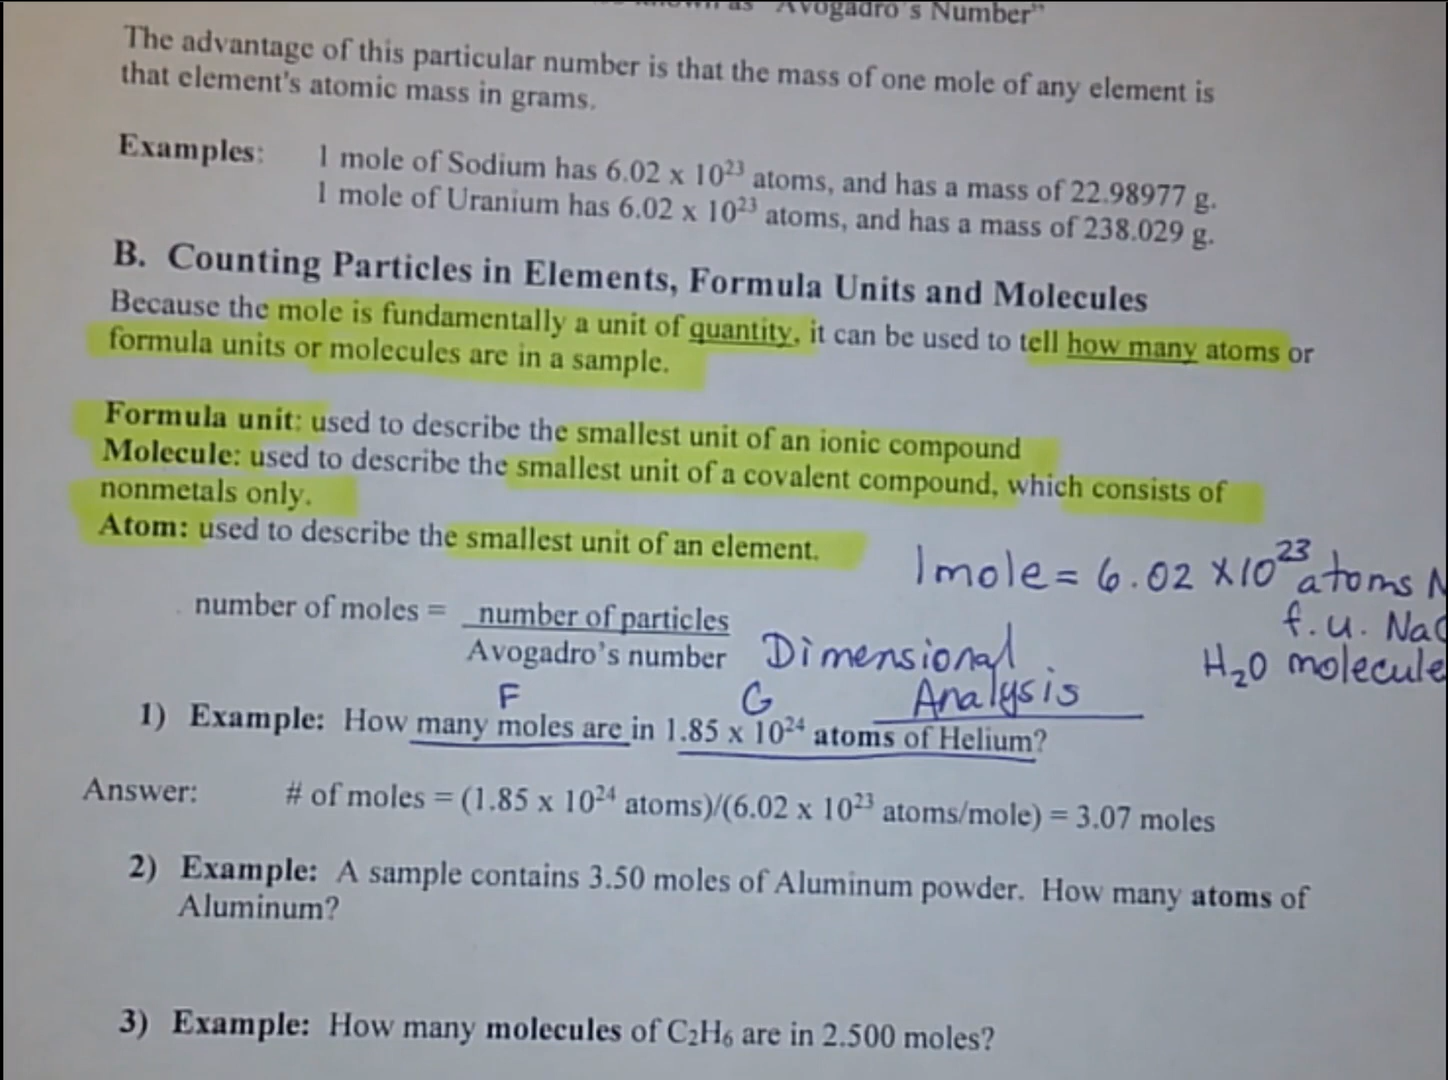 as "Avogadro's Number"
The advantage of this particular number is that the mass of one mole of any element is
that element's atomic mass in grams.
Examples: 1 mole of Sodium has 6.02 x 10²³ atoms, and has a mass of 22.98977 g.
1 mole of Uranium has 6.02 x 10²³ atoms, and has a mass of 238.029 g.
B. Counting Particles in Elements, Formula Units and Molecules
Because the mole is fundamentally a unit of quantity, it can be used to tell how many atoms or
formula units or molecules are in a sample.
Formula unit: used to describe the smallest unit of an ionic compound
Molecule: used to describe the smallest unit of a covalent compound, which consists of
nonmetals only.
Atom: used to describe the smallest unit of an element.
1 mole = 6.02 x 10²³ atoms
f.u.
H₂O molecule
number of moles = number of particles
Avogadro's number
Dimensional
Analysis
F G
1) Example: How many moles are in 1.85 x 10²⁴ atoms of Helium?
Answer: # of moles = (1.85 x 10²⁴ atoms)/(6.02 x 10²³ atoms/mole) = 3.07 moles
2) Example: A sample contains 3.50 moles of Aluminum powder. How many atoms of
Aluminum?
3) Example: How many molecules of C₂H₆ are in 2.500 moles?